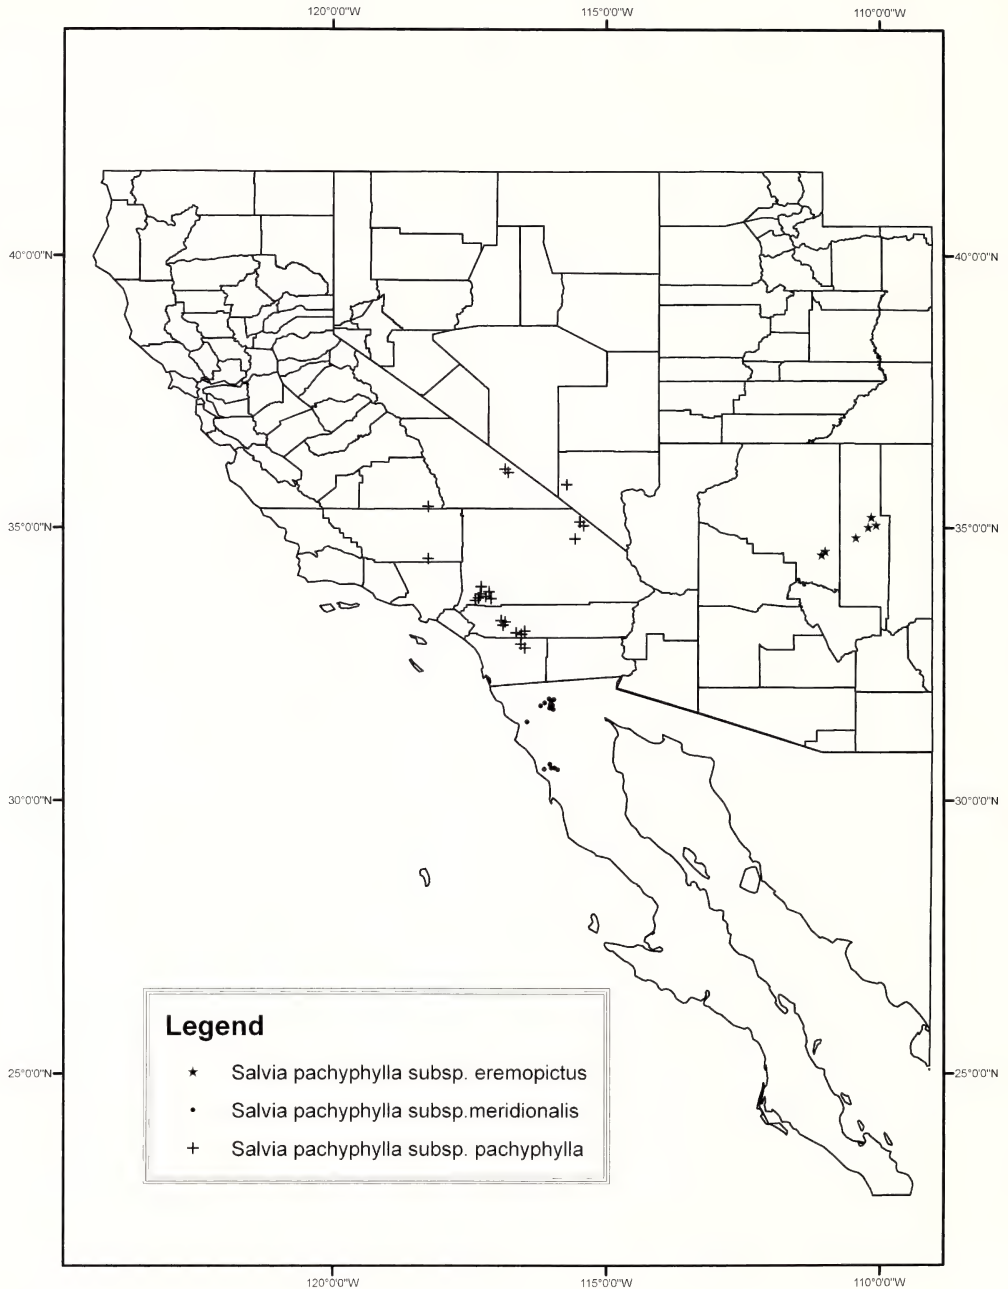 120°0'0"W 115°0'0"W 110°0'0"W
40°0'0"N 40°0'0"N
35°0'0"N 35°0'0"N
30°0'0"N 30°0'0"N
25°0'0"N 25°0'0"N
Legend
Salvia pachyphylla subsp. eremopictus
Salvia pachyphylla subsp.meridionalis
Salvia pachyphylla subsp. pachyphylla
120°0'0"W 115°0'0"W 110°0'0"W